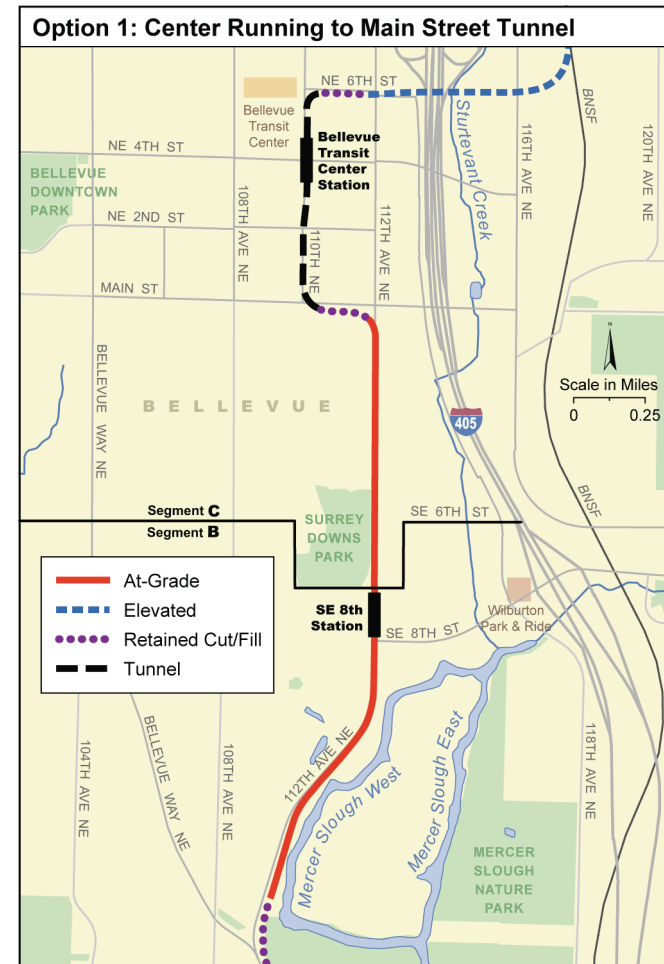 Option 1: Center Running to Main Street Tunnel
NE 6TH ST
BNSF
Bellevue
Transit
Center
Sturtevant Creek
116TH AVE NE
120TH AVE NE
Bellevue
Transit
Center
Station
NE 4TH ST
BELLEVUE
DOWNTOWN
PARK
108TH AVE NE
112TH AVE NE
NE 2ND ST
110TH NE
MAIN ST
N
Scale in Miles
0 0.25
BELLEVUE WAY NE
BELLEVUE
405
BNSF
Segment C
Segment B
SURREY
DOWNS
PARK
SE 6TH ST
At-Grade
Elevated
Retained Cut/Fill
Tunnel
SE 8th
Station
SE 8TH ST
Wilburton
Park & Ride
104TH AVE NE
BELLEVUE WAY NE
108TH AVE NE
112TH AVE NE
Mercer Slough West
Mercer Slough East
118TH AVE NE
MERCER
SLOUGH
NATURE
PARK